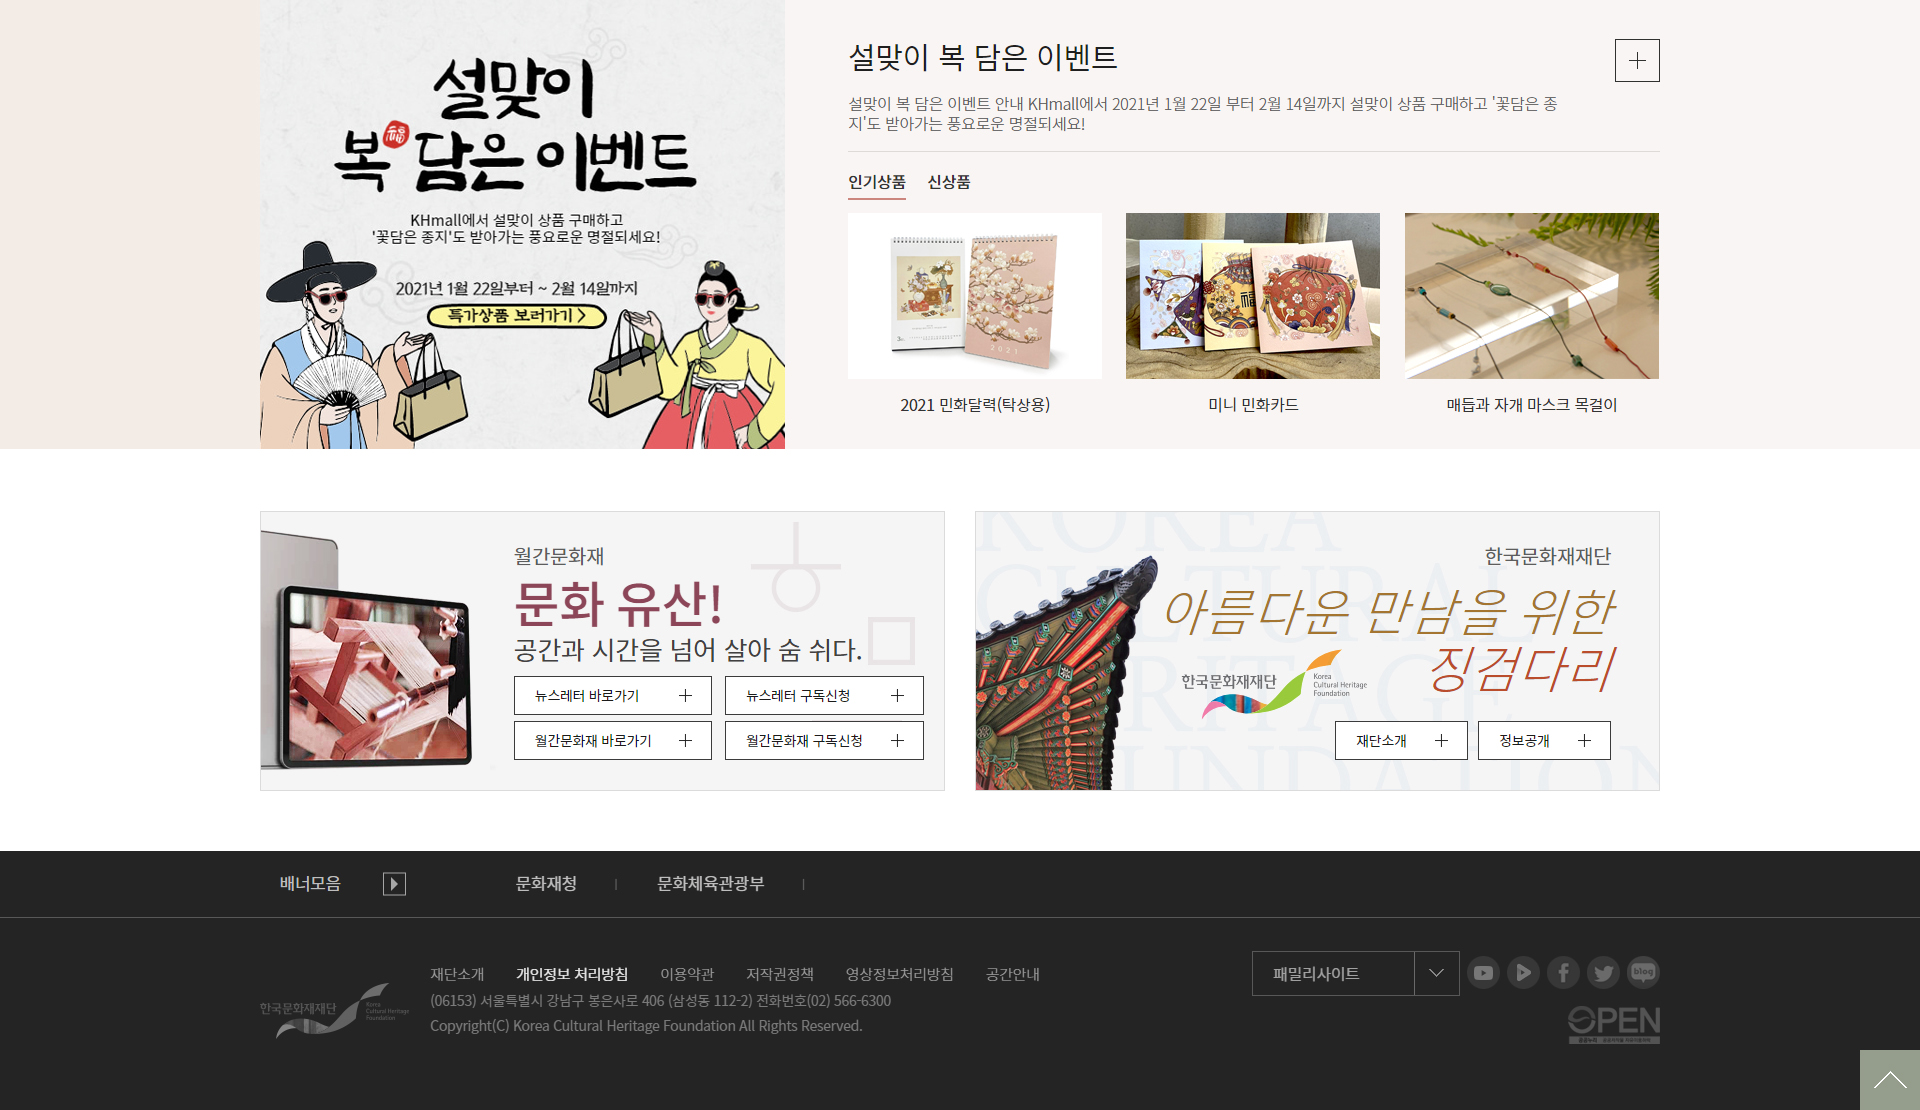 설맞이
복 福 담은 이벤트
KHmall에서 설맞이 상품 구매하고
'꽃담은 종지'도 받아가는 풍요로운 명절되세요!
2021년 1월 22일부터 ~ 2월 14일까지
특가상품 보러가기 >
설맞이 복 담은 이벤트
설맞이 복 담은 이벤트 안내 KHmall에서 2021년 1월 22일 부터 2월 14일까지 설맞이 상품 구매하고 '꽃담은 종
지'도 받아가는 풍요로운 명절되세요!
인기상품 신상품
2021
福
2021 민화달력(탁상용)
미니 민화카드
매듭과 자개 마스크 목걸이
월간문화재
문화 유산!
공간과 시간을 넘어 살아 숨 쉬다.
뉴스레터 바로가기
뉴스레터 구독신청
월간문화재 바로가기
월간문화재 구독신청
KOREA
CULTURAL
HERITAGE
FOUNDATION
한국문화재재단
아름다운 만남을 위한
징검다리
한국문화재재단
Korea
Cultural Heritage
Foundation
재단소개
정보공개
배너모음
문화재청
문화체육관광부
재단소개 개인정보 처리방침 이용약관 저작권정책 영상정보처리방침 공간안내
(06153) 서울특별시 강남구 봉은사로 406 (삼성동 112-2) 전화번호(02) 566-6300
Copyright(C) Korea Cultural Heritage Foundation All Rights Reserved.
한국문화재재단
Korea
Cultural Heritage
Foundation
패밀리사이트
blog
OPEN